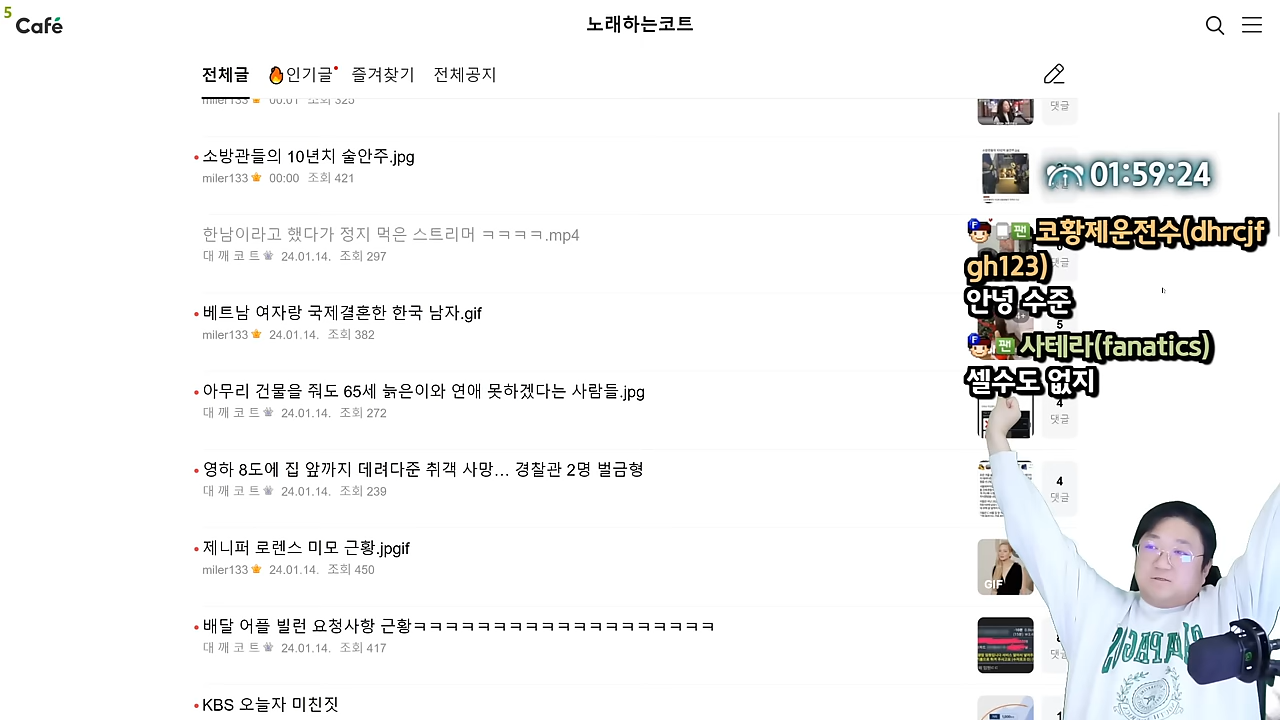 5
Café
노래하는코트
전체글 🔥인기글 즐겨찾기 전체공지
miler133 00:01 조회 325
댓글
소방관들의 10년치 술안주.jpg
miler133 00:00 조회 421
01:59:24
정지 먹은 스트리머 ㅋㅋㅋㅋ.mp4
대 깨 코 트 24.01.14. 조회 297
댓글
코황제운전수(dhrcjf
gh123)
안녕 수준
베트남 여자랑 국제결혼한 한국 남자.gif
miler133 24.01.14. 조회 382
5
사테라(fanatics)
셀수도 없지
아무리 건물을 줘도 65세 늙은이와 연애 못하겠다는 사람들.jpg
대 깨 코 트 24.01.14. 조회 272
4
댓글
영하 8도에 집 앞까지 데려다준 취객 사망… 경찰관 2명 벌금형
대 깨 코 트 24.01.14. 조회 239
4
댓글
제니퍼 로렌스 미모 근황.jpgif
miler133 24.01.14. 조회 450
GIF
배달 어플 빌런 요청사항 근황ㅋㅋㅋㅋㅋㅋㅋㅋㅋㅋㅋㅋㅋㅋㅋㅋㅋㅋㅋ
대 깨 코 트 24.01.14. 조회 417
KBS 오늘자 미친짓